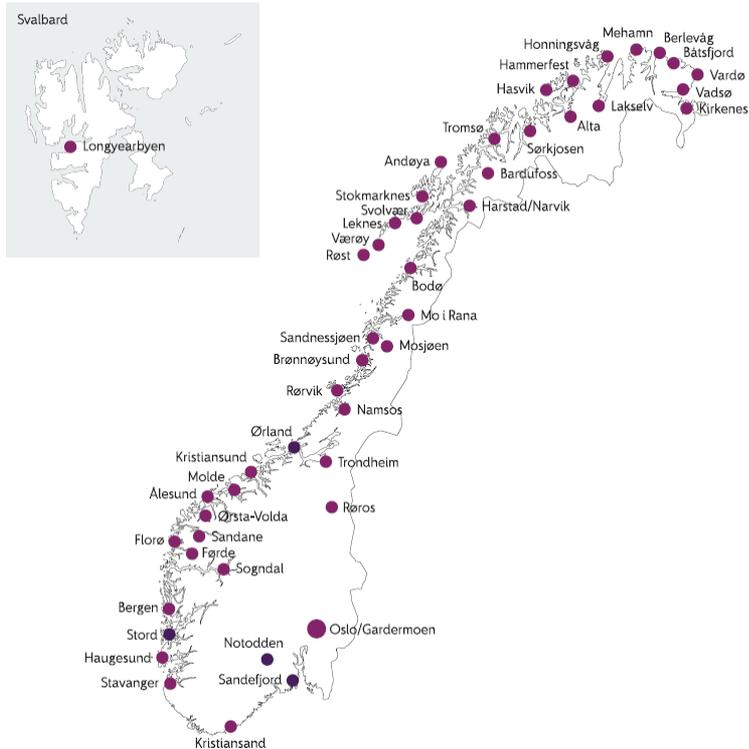 Svalbard
Longyearbyen
Mehamn
Berlevåg
Honningsvåg
Båtsfjord
Hammerfest
Vardø
Hasvik
Vadsø
Lakselv
Kirkenes
Alta
Tromsø
Sørkjosen
Andøya
Bardufoss
Stokmarknes
Harstad/Narvik
Svolvær
Leknes
Værøy
Røst
Bodø
Mo i Rana
Sandnessjøen
Mosjøen
Brønnøysund
Rørvik
Namsos
Ørland
Kristiansund
Trondheim
Molde
Ålesund
Røros
Ørsta-Volda
Sandane
Florø
Førde
Sogndal
Bergen
Oslo/Gardermoen
Stord
Notodden
Haugesund
Sandefjord
Stavanger
Kristiansand